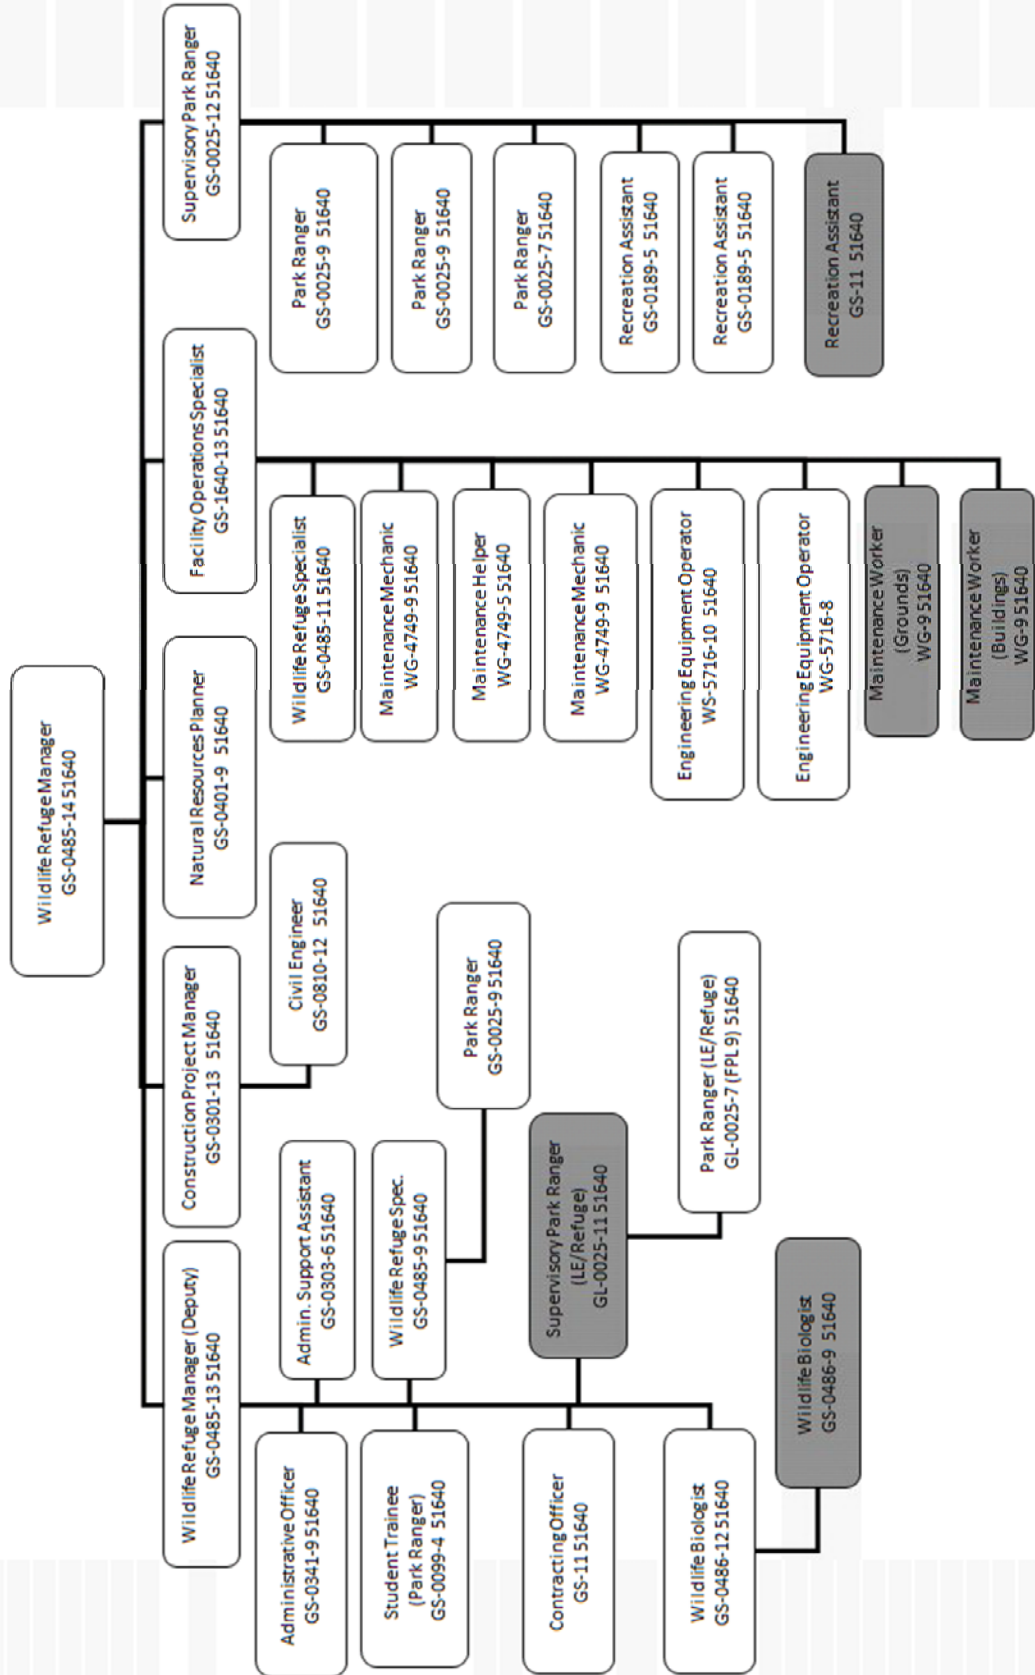 Wildlife Refuge Manager
GS-0485-14 51640
Wildlife Refuge Manager (Deputy)
GS-0485-13 51640
Construction Project Manager
GS-0301-13 51640
Natural Resources Planner
GS-0401-9 51640
Facility Operations Specialist
GS-1640-13 51640
Supervisory Park Ranger
GS-0025-12 51640
Administrative Officer
GS-0341-9 51640
Admin. Support Assistant
GS-0303-6 51640
Student Trainee
(Park Ranger)
GS-0099-4 51640
Wildlife Refuge Spec.
GS-0485-9 51640
Park Ranger
GS-0025-9 51640
Contracting Officer
GS-11 51640
Supervisory Park Ranger
(LE/Refuge)
GL-0025-11 51640
Park Ranger (LE/Refuge)
GL-0025-7 (FPL 9) 51640
Wildlife Biologist
GS-0486-12 51640
Wildlife Biologist
GS-0486-9 51640
Civil Engineer
GS-0810-12 51640
Wildlife Refuge Specialist
GS-0485-11 51640
Maintenance Mechanic
WG-4749-9 51640
Maintenance Helper
WG-4749-5 51640
Maintenance Mechanic
WG-4749-9 51640
Engineering Equipment Operator
WS-5716-10 51640
Engineering Equipment Operator
WG-5716-8
Maintenance Worker
(Grounds)
WG-9 51640
Maintenance Worker
(Buildings)
WG-9 51640
Park Ranger
GS-0025-9 51640
Park Ranger
GS-0025-9 51640
Park Ranger
GS-0025-7 51640
Recreation Assistant
GS-0189-5 51640
Recreation Assistant
GS-0189-5 51640
Recreation Assistant
GS-11 51640